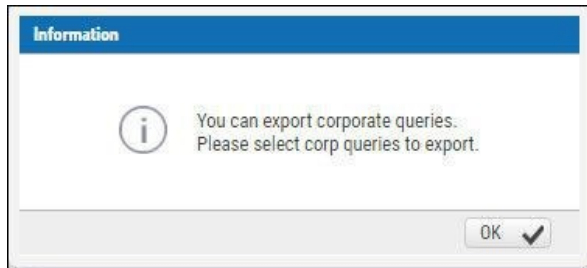 Information
You can export corporate queries.
Please select corp queries to export.
OK